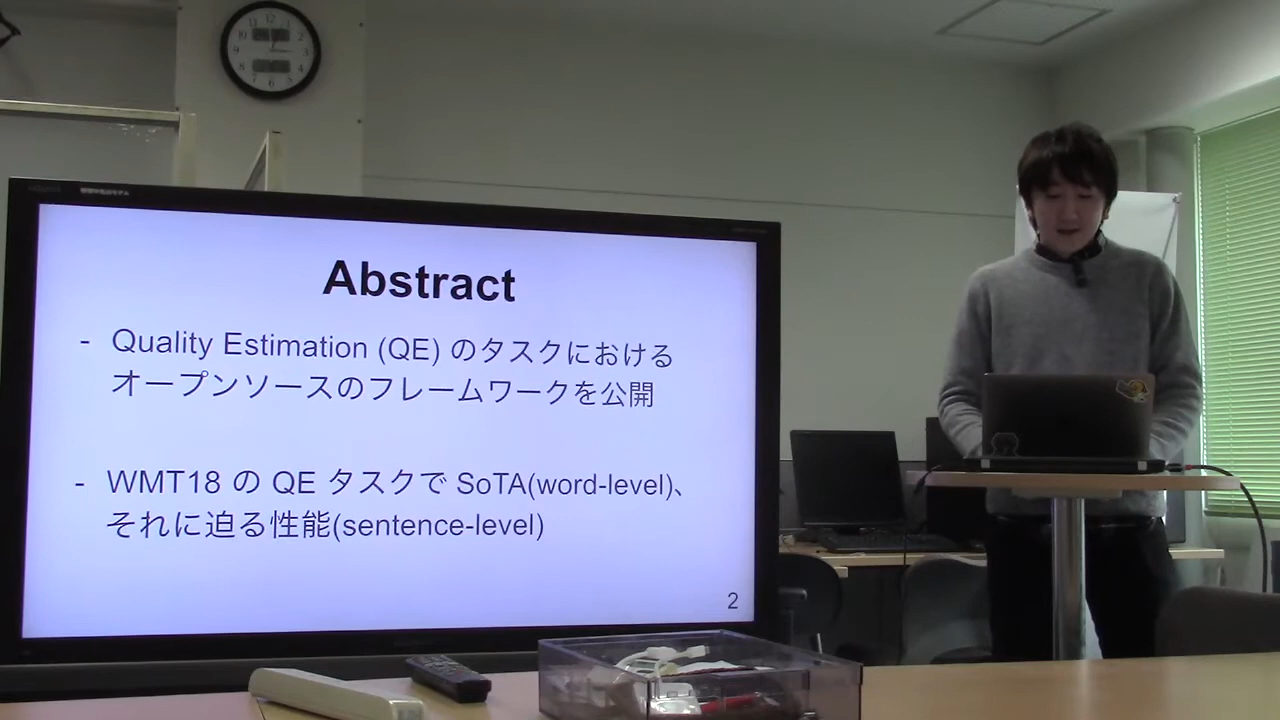 Abstract
- Quality Estimation (QE) のタスクにおける
オープンソースのフレームワークを公開
- WMT18 の QE タスクで SoTA(word-level)、
それに迫る性能(sentence-level)
2